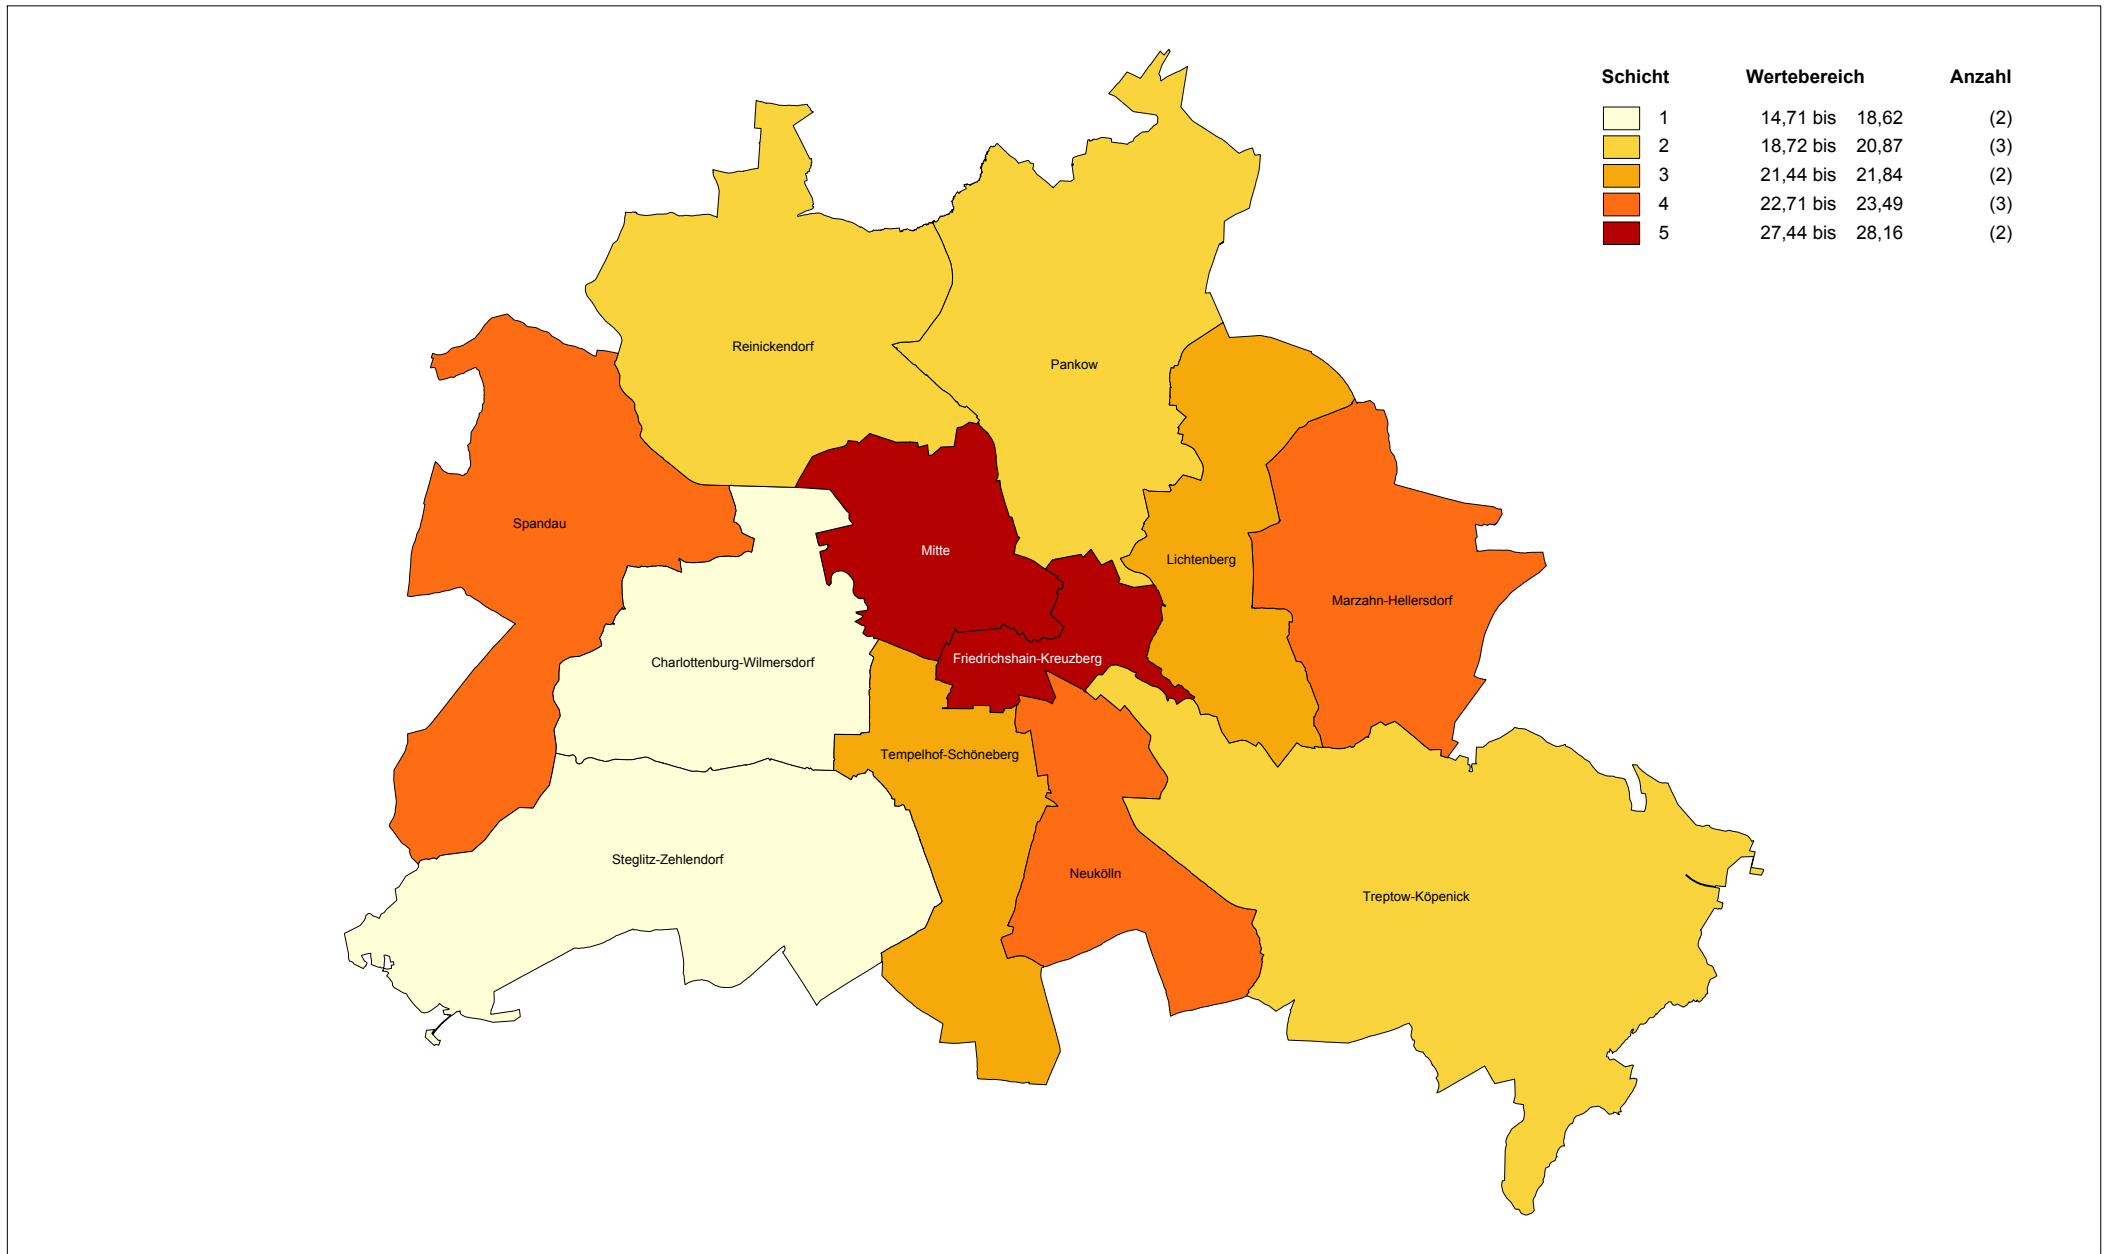 Schicht Wertebereich Anzahl
1 14,71 bis 18,62 (2)
2 18,72 bis 20,87 (3)
3 21,44 bis 21,84 (2)
4 22,71 bis 23,49 (3)
5 27,44 bis 28,16 (2)
Reinickendorf
Pankow
Spandau
Mitte
Lichtenberg
Marzahn-Hellersdorf
Charlottenburg-Wilmersdorf
Friedrichshain-Kreuzberg
Tempelhof-Schöneberg
Steglitz-Zehlendorf
Neukölln
Treptow-Köpenick